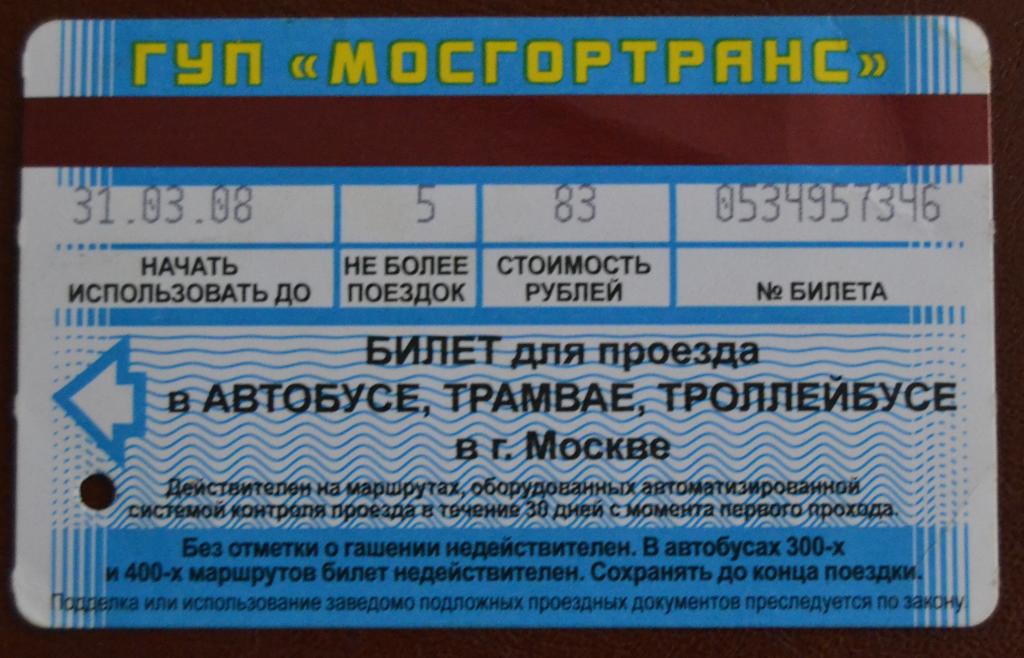 ГУП «МОСГОРТРАНС»
31.03.08 5 83 0534957346
НАЧАТЬ ИСПОЛЬЗОВАТЬ ДО
НЕ БОЛЕЕ ПОЕЗДОК
СТОИМОСТЬ РУБЛЕЙ
№ БИЛЕТА
БИЛЕТ для проезда
в АВТОБУСЕ, ТРАМВАЕ, ТРОЛЛЕЙБУСЕ
в г. Москве
Действителен на маршрутах, оборудованных автоматизированной
системой контроля проезда в течение 30 дней с момента первого прохода.
Без отметки о гашении недействителен. В автобусах 300-х
и 400-х маршрутов билет недействителен. Сохранять до конца поездки.
Подделка или использование заведомо подложных проездных документов преследуется по закону.